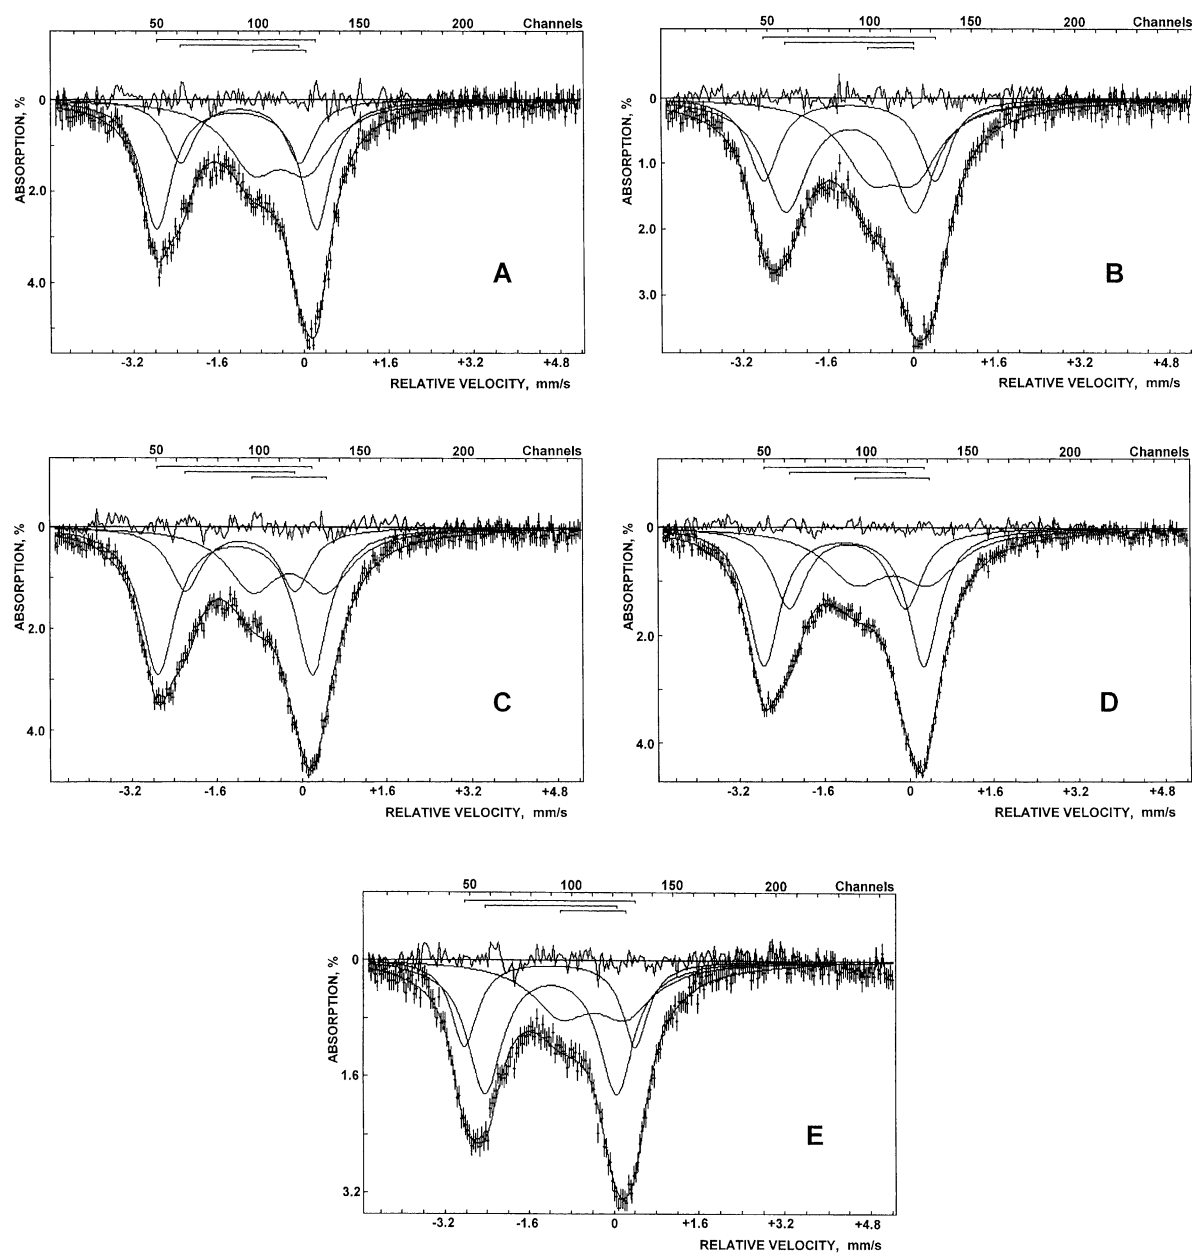 50 100 150 200 Channels
0
2.0
4.0
ABSORPTION, %
A
-3.2 -1.6 0 +1.6 +3.2 +4.8
RELATIVE VELOCITY, mm/s
50 100 150 200 Channels
0
1.0
2.0
3.0
ABSORPTION, %
B
-3.2 -1.6 0 +1.6 +3.2 +4.8
RELATIVE VELOCITY, mm/s
50 100 150 200 Channels
0
2.0
4.0
ABSORPTION, %
C
-3.2 -1.6 0 +1.6 +3.2 +4.8
RELATIVE VELOCITY, mm/s
50 100 150 200 Channels
0
2.0
4.0
ABSORPTION, %
D
-3.2 -1.6 0 +1.6 +3.2 +4.8
RELATIVE VELOCITY, mm/s
50 100 150 200 Channels
0
1.6
3.2
ABSORPTION, %
E
-3.2 -1.6 0 +1.6 +3.2 +4.8
RELATIVE VELOCITY, mm/s